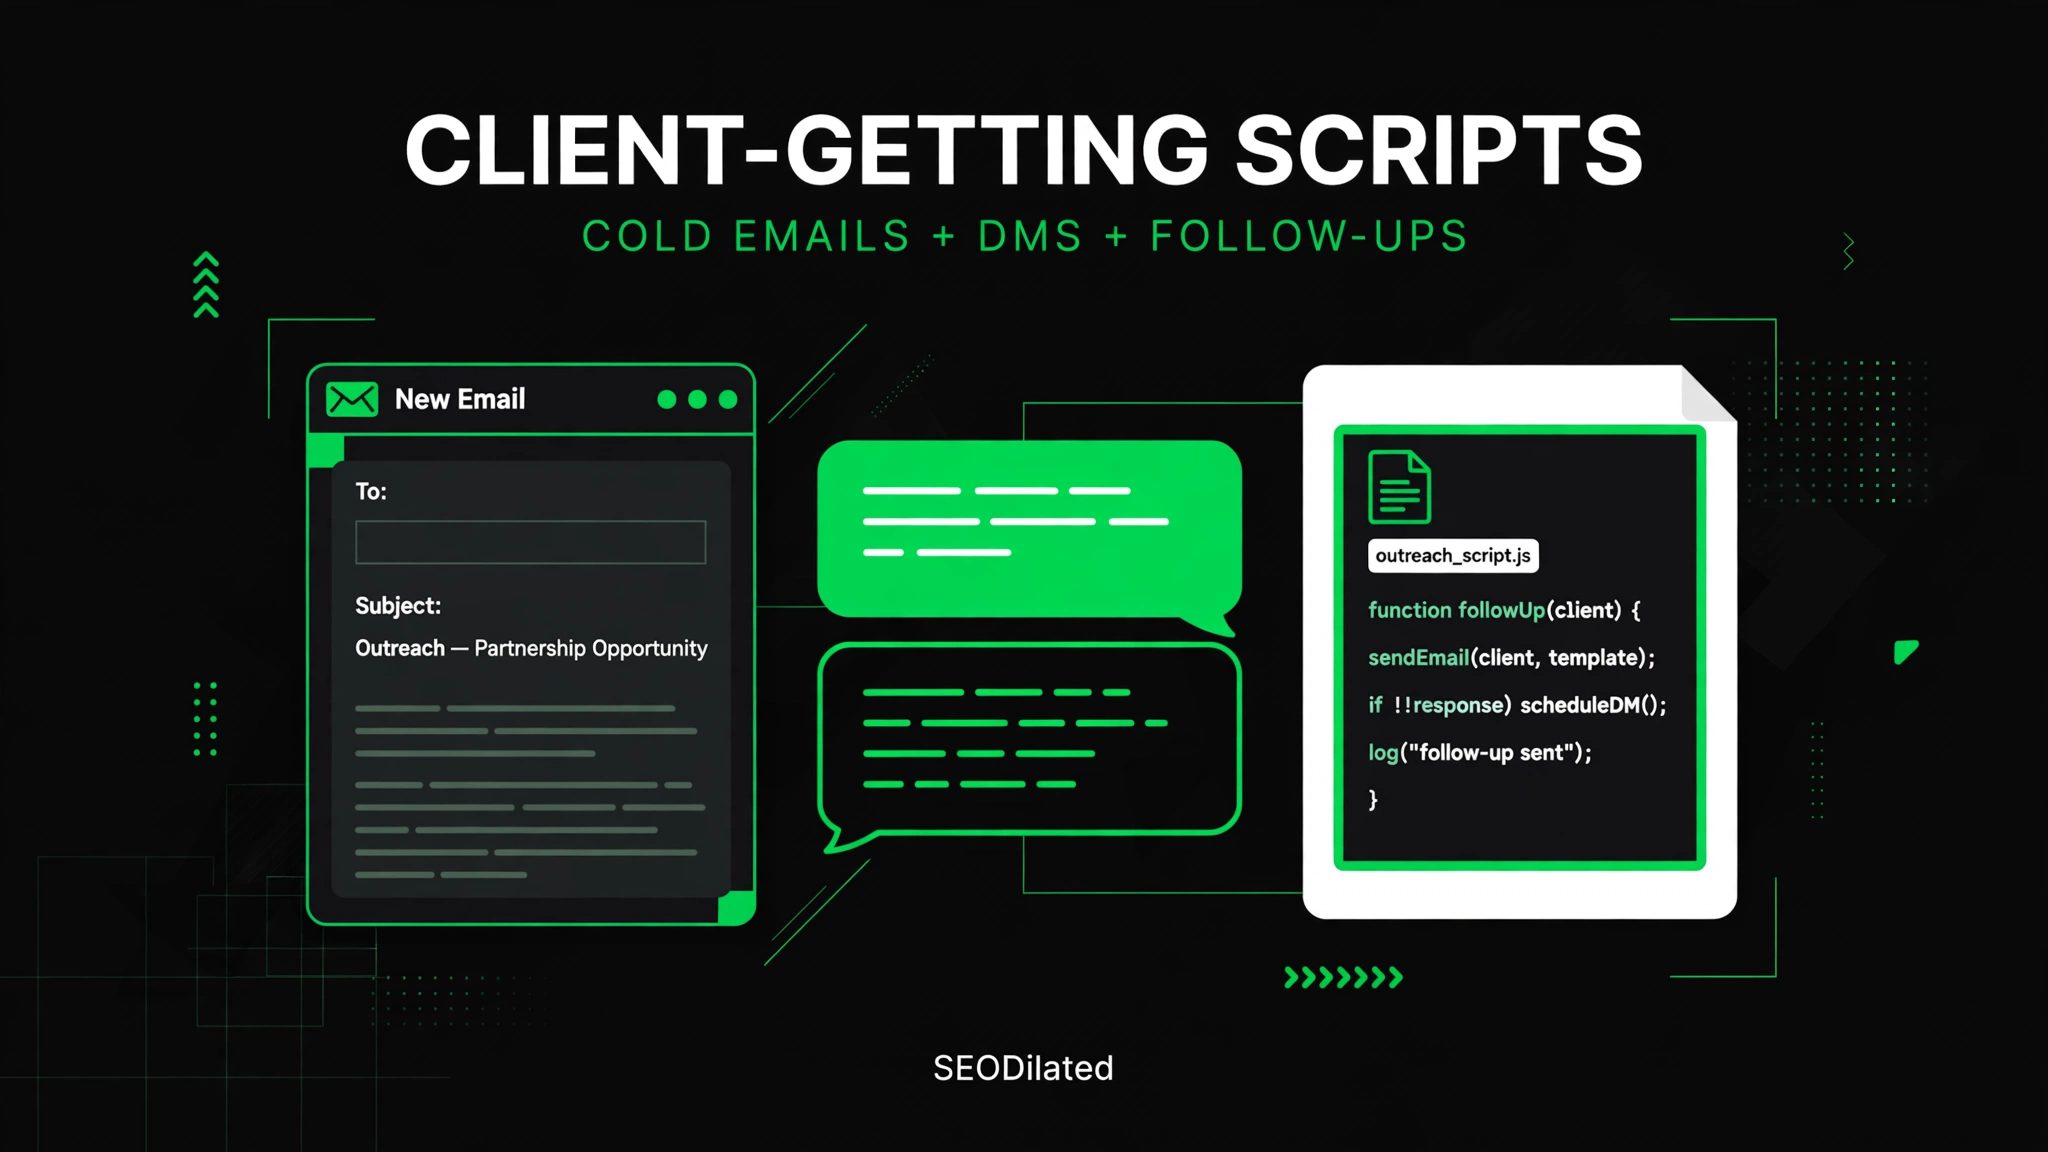 CLIENT-GETTING SCRIPTS
COLD EMAILS + DMS + FOLLOW-UPS
New Email
To:
Subject:
Outreach — Partnership Opportunity
outreach_script.js
function followUp(client) {
sendEmail(client, template);
if !!response) scheduleDM();
log("follow-up sent");
}
SEODilated